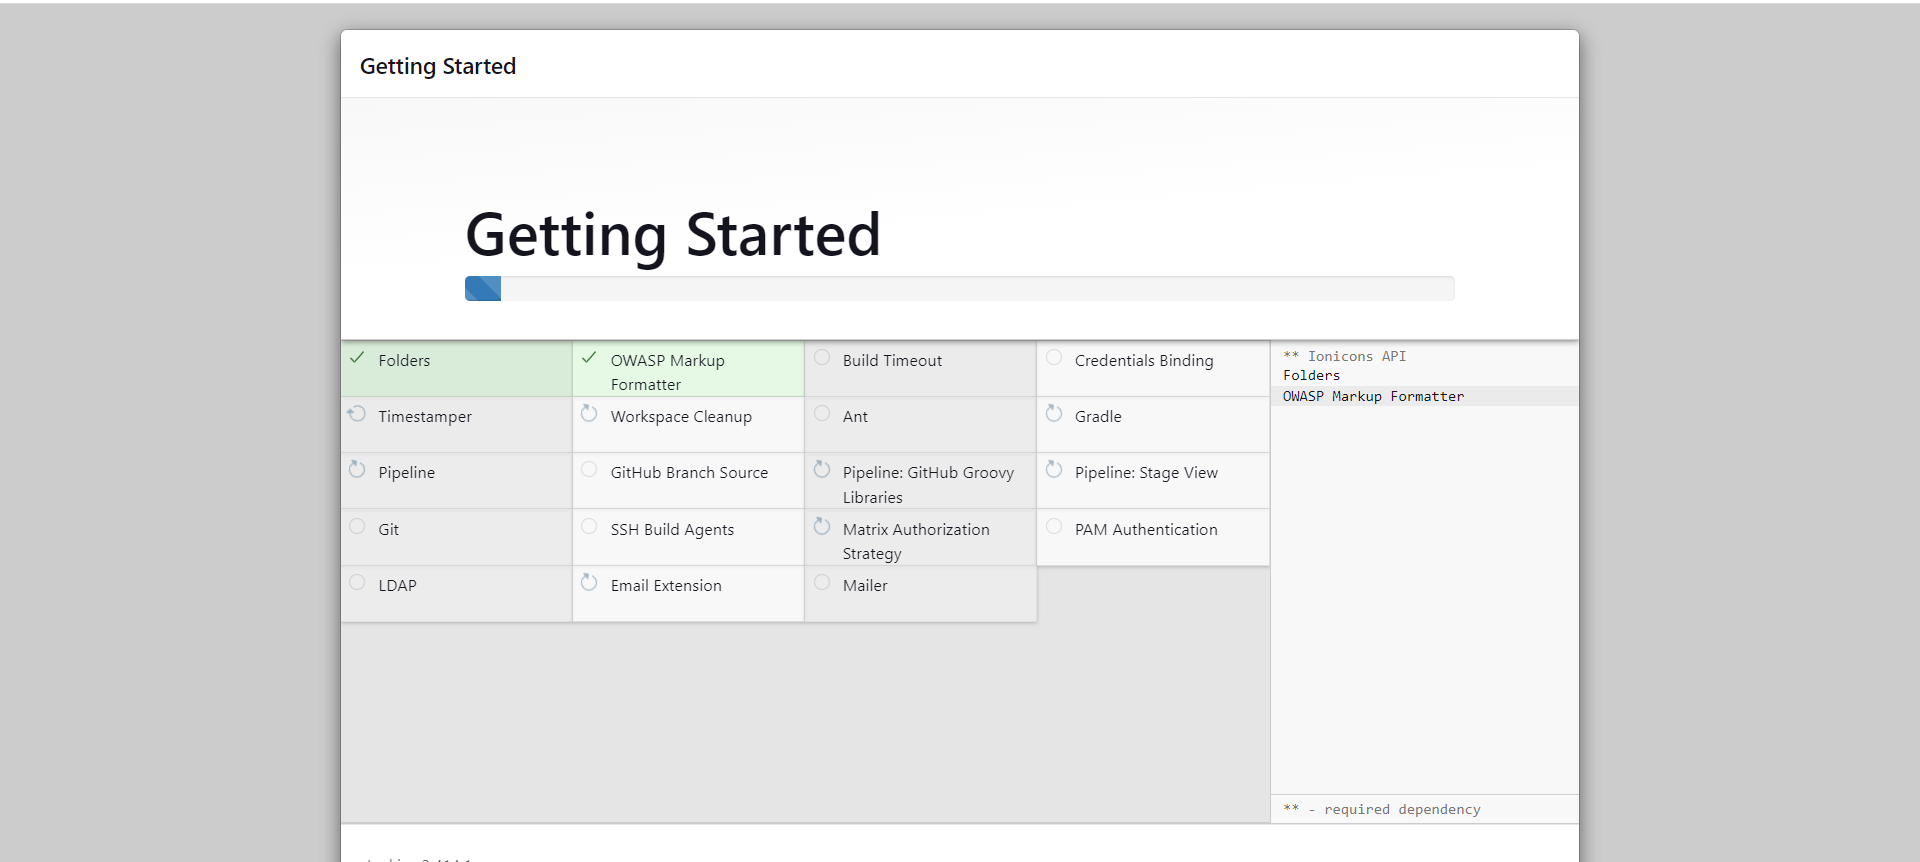 Getting Started
Getting Started
Folders
OWASP Markup
Formatter
Build Timeout
Credentials Binding
Timestamper
Workspace Cleanup
Ant
Gradle
Pipeline
GitHub Branch Source
Pipeline: GitHub Groovy
Libraries
Pipeline: Stage View
Git
SSH Build Agents
Matrix Authorization
Strategy
PAM Authentication
LDAP
Email Extension
Mailer
** Ionicons API
Folders
OWASP Markup Formatter
** - required dependency